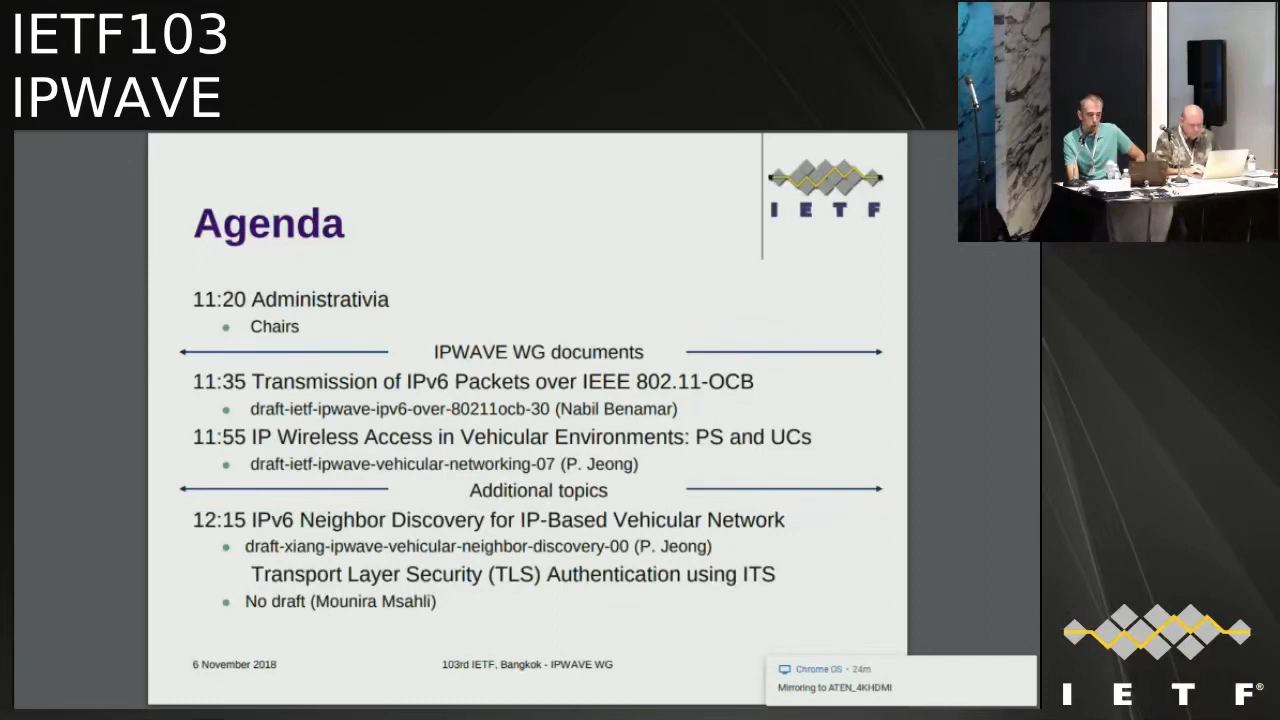 IETF103
IPWAVE
I E T F
Agenda
11:20 Administrativia
Chairs
IPWAVE WG documents
11:35 Transmission of IPv6 Packets over IEEE 802.11-OCB
draft-ietf-ipwave-ipv6-over-80211ocb-30 (Nabil Benamar)
11:55 IP Wireless Access in Vehicular Environments: PS and UCs
draft-ietf-ipwave-vehicular-networking-07 (P. Jeong)
Additional topics
12:15 IPv6 Neighbor Discovery for IP-Based Vehicular Network
draft-xiang-ipwave-vehicular-neighbor-discovery-00 (P. Jeong)
Transport Layer Security (TLS) Authentication using ITS
No draft (Mounira Msahli)
6 November 2018
103rd IETF, Bangkok - IPWAVE WG
Chrome OS · 24m
Mirroring to ATEN_4KHDMI
I E T F®